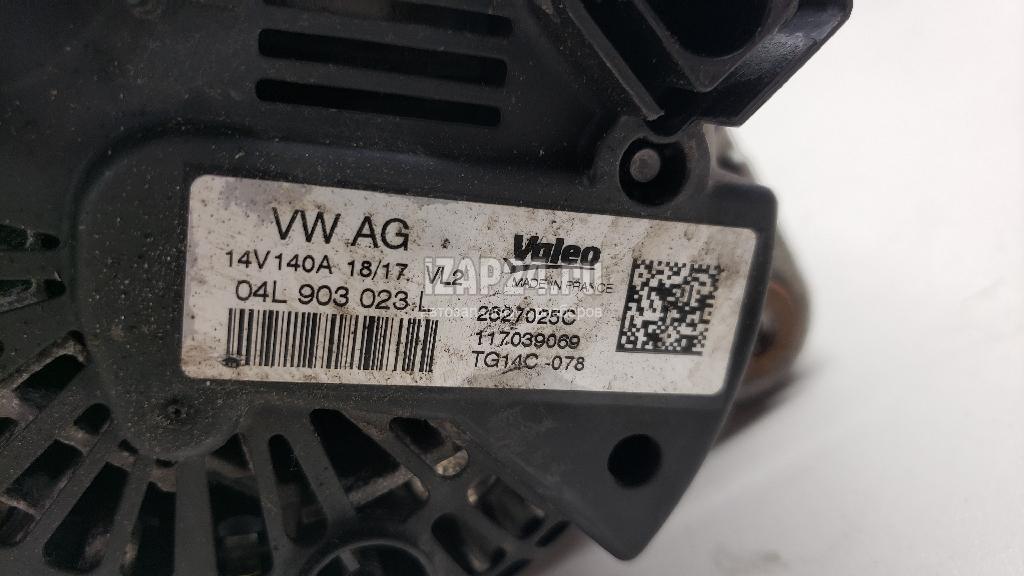 VW AG
14V140A 18/17 VL2
04L 903 023 L
Valeo
MADE IN FRANCE
2627025C
117039069
TG14C -078